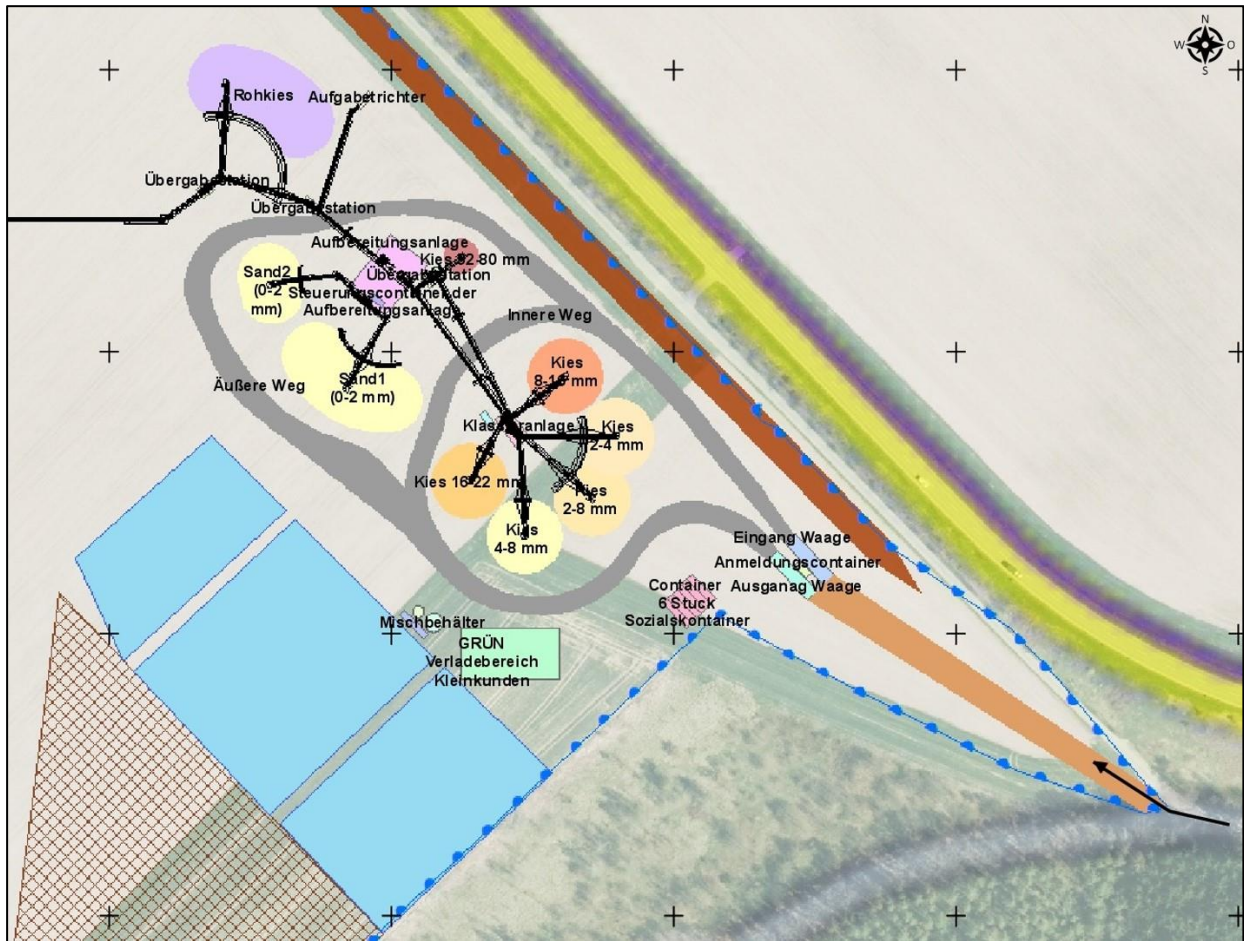 N
W O
S
Rohkies
Aufgabetrichter
Übergabestation
Übergabestation
Aufbereitungsanlage
Kies 32-80 mm
Übergabestation
Sand2
(0-2
mm)
Steuerungscontainer der
Aufbereitungsanlage
Innere Weg
Kies
8-16 mm
Äußere Weg
Sand1
(0-2 mm)
Klassieranlage
Kies
2-4 mm
Kies 16-22 mm
Kies
2-8 mm
Kies
4-8 mm
Eingang Waage
Anmeldungscontainer
Ausganag Waage
Container
6 Stuck
Sozialskontainer
Mischbehälter
GRÜN
Verladebereich
Kleinkunden